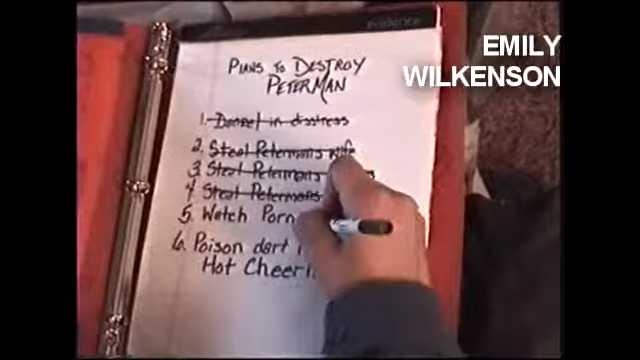 evidence
EMILY
WILKENSON
PLANS TO DESTROY
PETERMAN
1. Damsel in disstress
2. Steal Petermans wife
3. Steal Petermans
4. Steal Petermans
5. Watch Porn
6. Poison dart
Hot Cheer